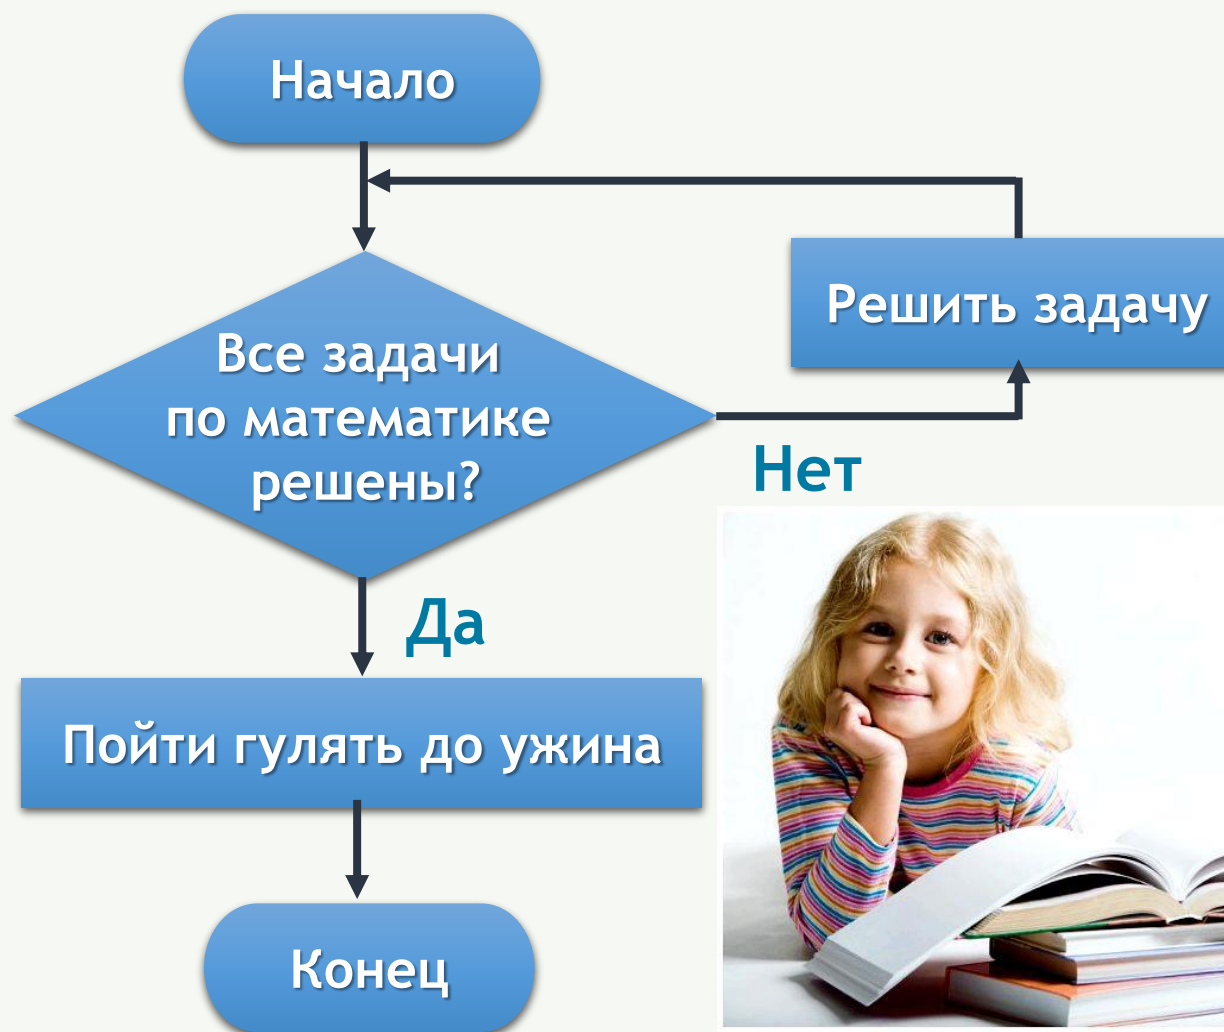 Начало
Решить задачу
Все задачи
по математике
решены?
Нет
Да
Пойти гулять до ужина
Конец